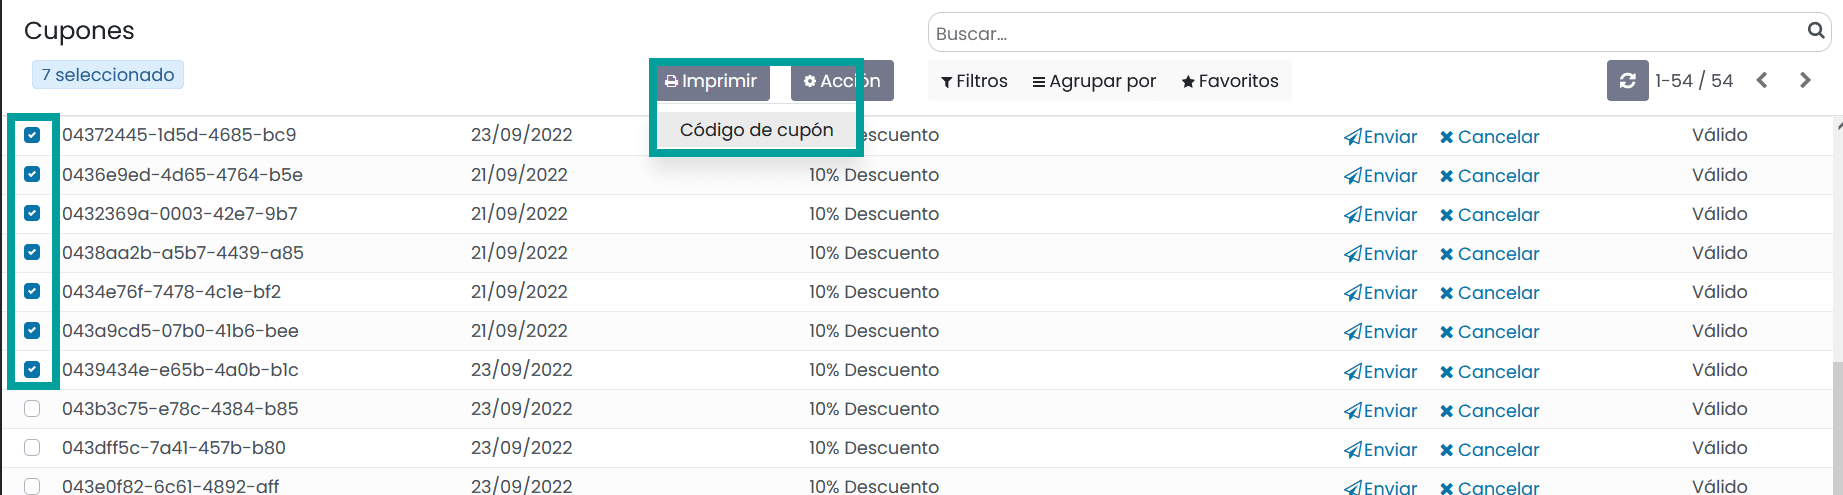 Cupones
Buscar...
7 seleccionado
Imprimir Acción Filtros Agrupar por Favoritos 1-54 / 54
Código de cupón
04372445-1d5d-4685-bc9 23/09/2022 escuento Enviar Cancelar Válido
0436e9ed-4d65-4764-b5e 21/09/2022 10% Descuento Enviar Cancelar Válido
0432369a-0003-42e7-9b7 21/09/2022 10% Descuento Enviar Cancelar Válido
0438aa2b-a5b7-4439-a85 21/09/2022 10% Descuento Enviar Cancelar Válido
0434e76f-7478-4c1e-bf2 21/09/2022 10% Descuento Enviar Cancelar Válido
043a9cd5-07b0-41b6-bee 21/09/2022 10% Descuento Enviar Cancelar Válido
0439434e-e65b-4a0b-b1c 23/09/2022 10% Descuento Enviar Cancelar Válido
043b3c75-e78c-4384-b85 23/09/2022 10% Descuento Enviar Cancelar Válido
043dff5c-7a41-457b-b80 23/09/2022 10% Descuento Enviar Cancelar Válido
043e0f82-6c61-4892-aff 23/09/2022 10% Descuento Enviar Cancelar Válido